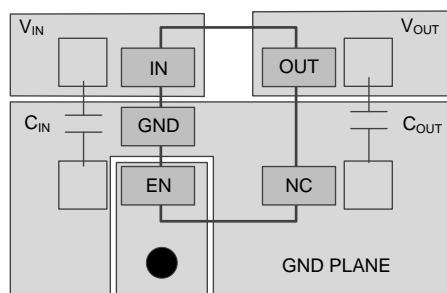 VIN
VOUT
IN
OUT
CIN
GND
COUT
EN
NC
GND PLANE